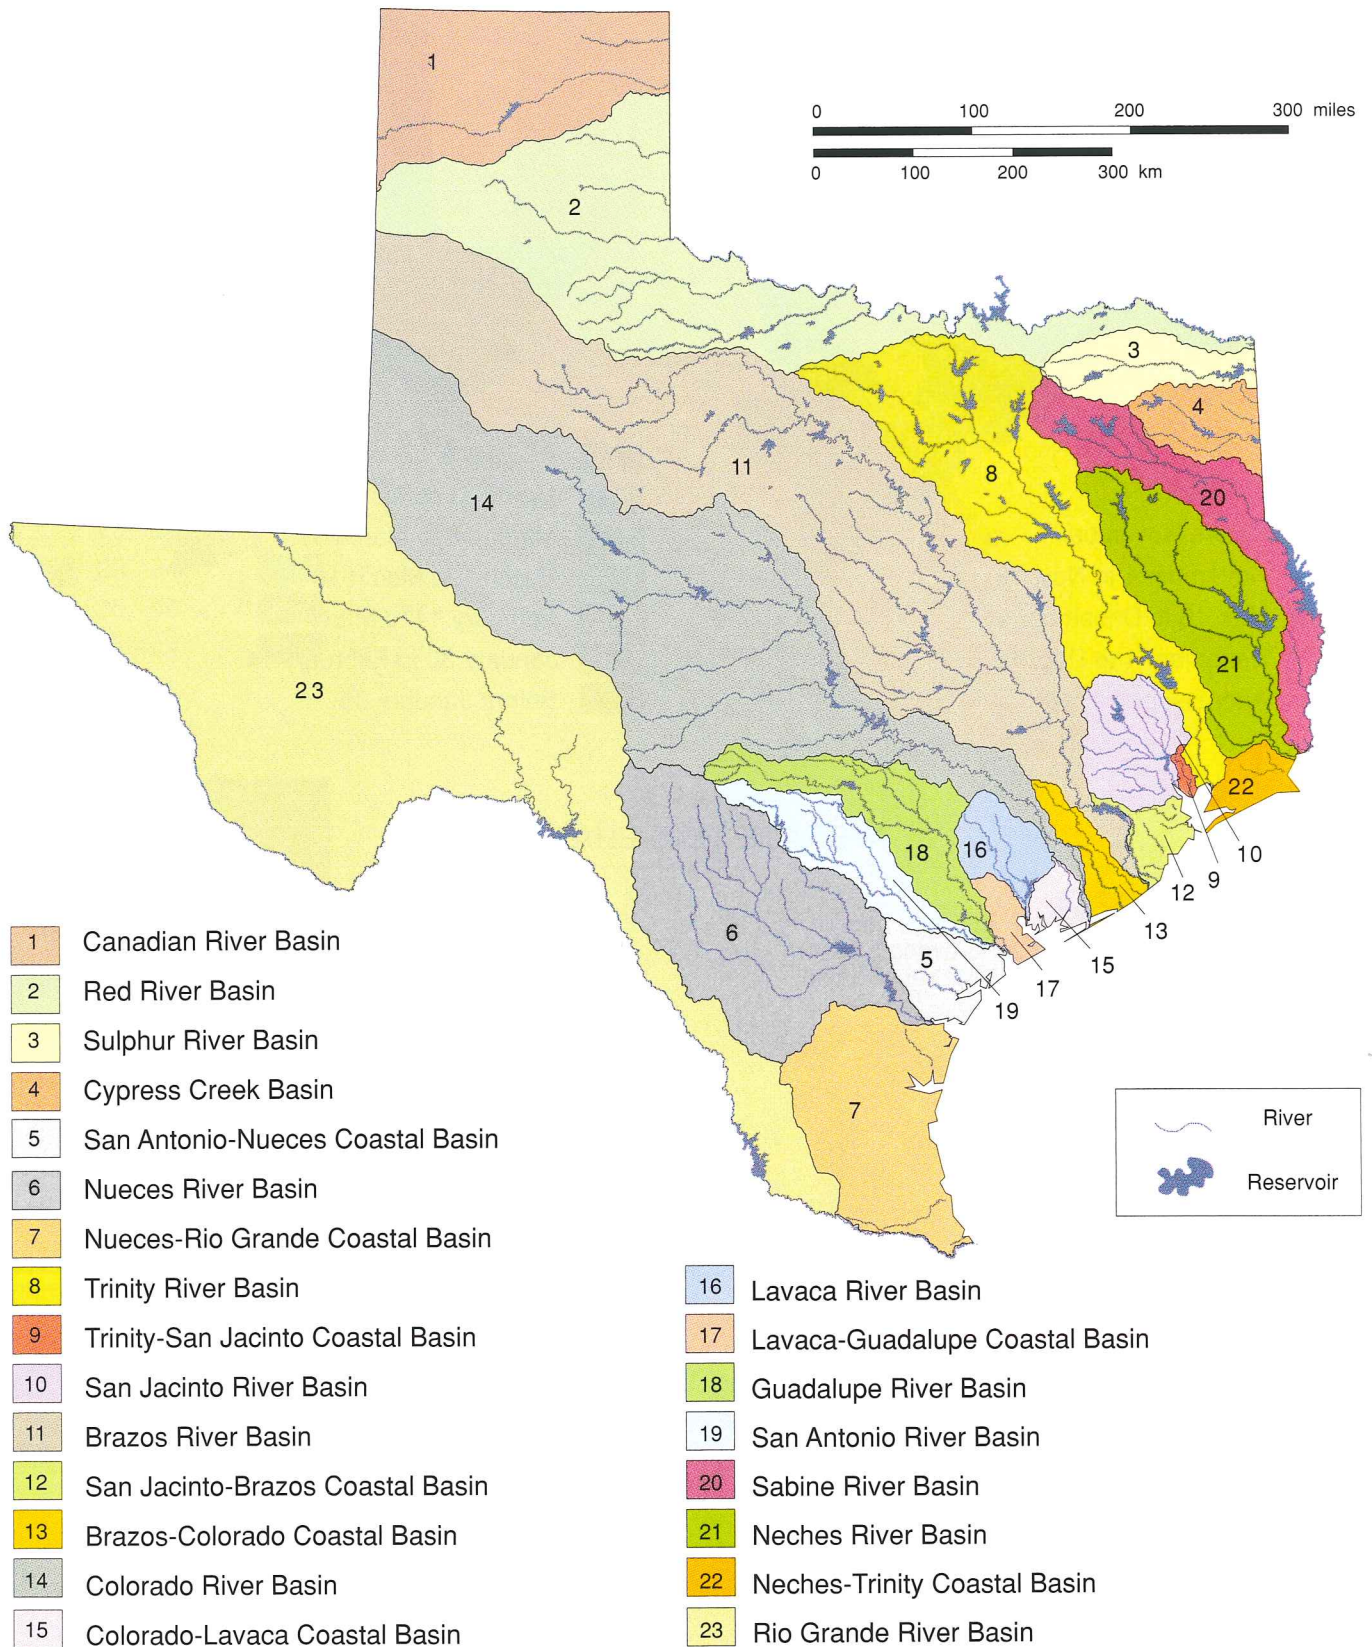 1
0 100 200 300 miles
0 100 200 300 km
2
3
4
11
8
14
20
21
23
22
18
16
10
9
12
6
13
5
15
17
19
7
1 Canadian River Basin
2 Red River Basin
3 Sulphur River Basin
4 Cypress Creek Basin
5 San Antonio-Nueces Coastal Basin
6 Nueces River Basin
7 Nueces-Rio Grande Coastal Basin
8 Trinity River Basin
9 Trinity-San Jacinto Coastal Basin
10 San Jacinto River Basin
11 Brazos River Basin
12 San Jacinto-Brazos Coastal Basin
13 Brazos-Colorado Coastal Basin
14 Colorado River Basin
15 Colorado-Lavaca Coastal Basin
River
Reservoir
16 Lavaca River Basin
17 Lavaca-Guadalupe Coastal Basin
18 Guadalupe River Basin
19 San Antonio River Basin
20 Sabine River Basin
21 Neches River Basin
22 Neches-Trinity Coastal Basin
23 Rio Grande River Basin